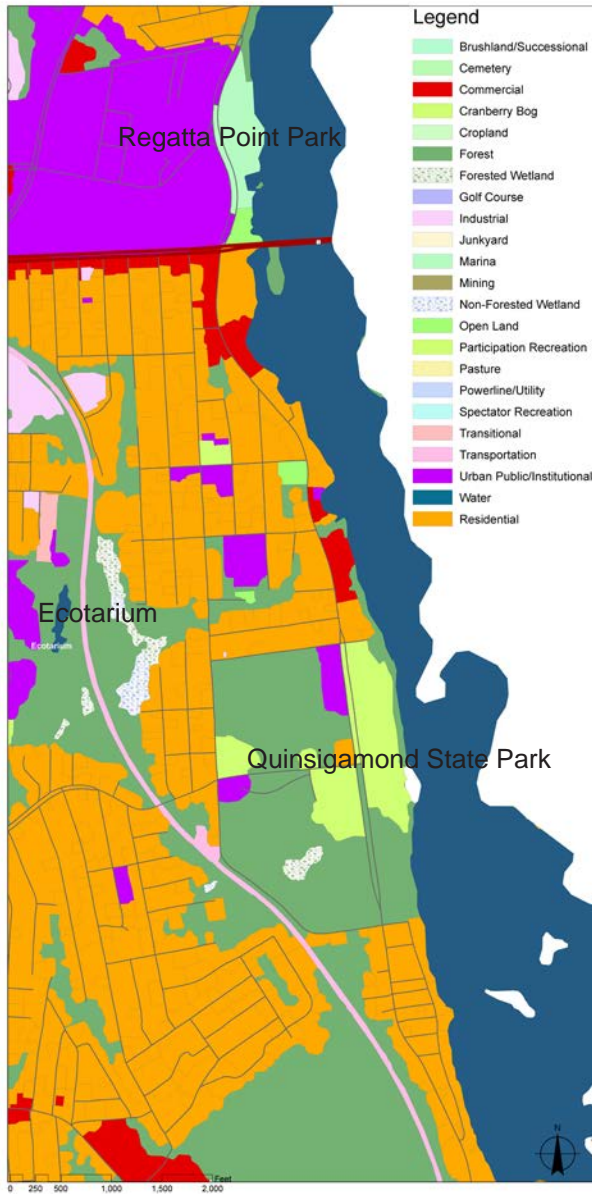 Legend
Brushland/Successional
Cemetery
Commercial
Cranberry Bog
Cropland
Forest
Forested Wetland
Golf Course
Industrial
Junkyard
Marina
Mining
Non-Forested Wetland
Open Land
Participation Recreation
Pasture
Powerline/Utility
Spectator Recreation
Transitional
Transportation
Urban Public/Institutional
Water
Residential
Regatta Point Park
Ecotarium
Ecotarium
Quinsigamond State Park
N
0 250 500 1,000 1,500 2,000 Feet